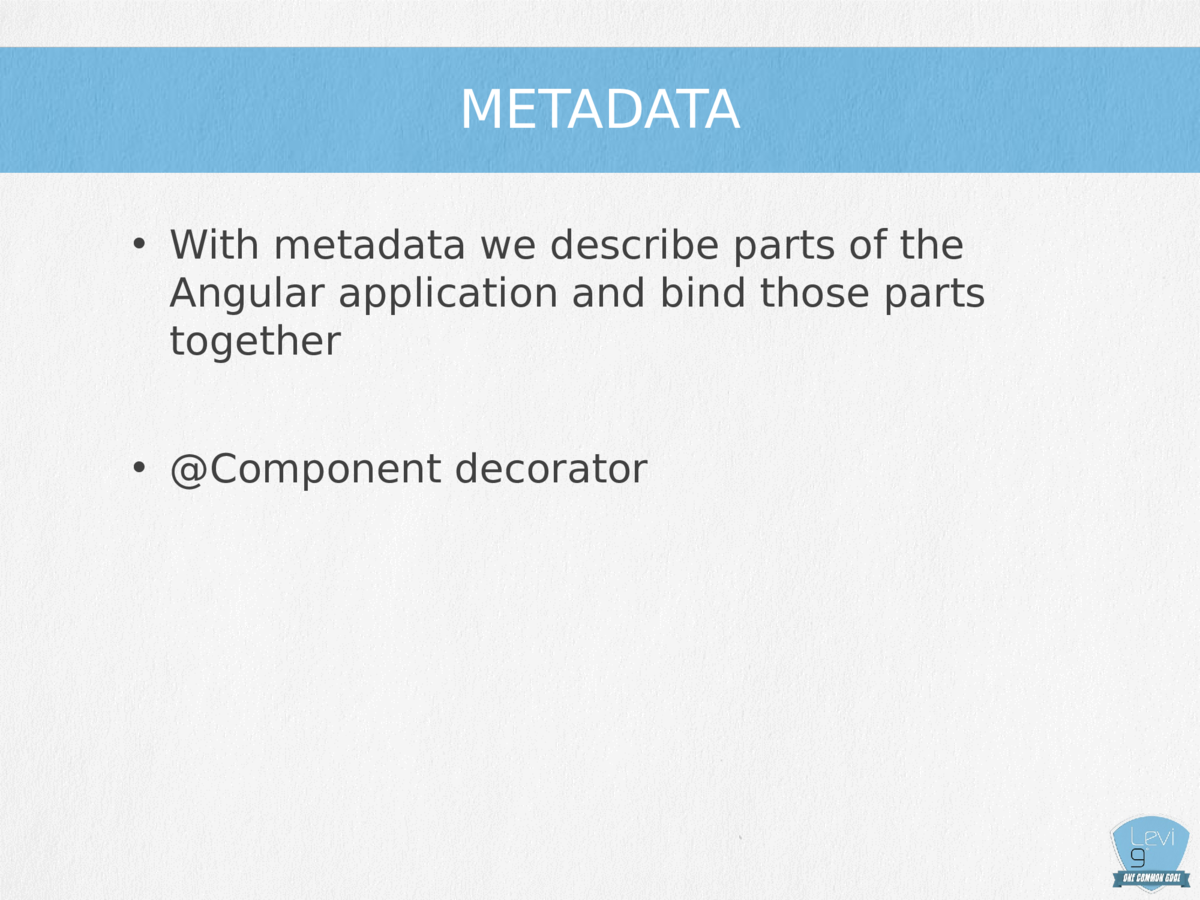 METADATA
• With metadata we describe parts of the
Angular application and bind those parts
together
• @Component decorator
Levi
9
ONE COMMON GOAL